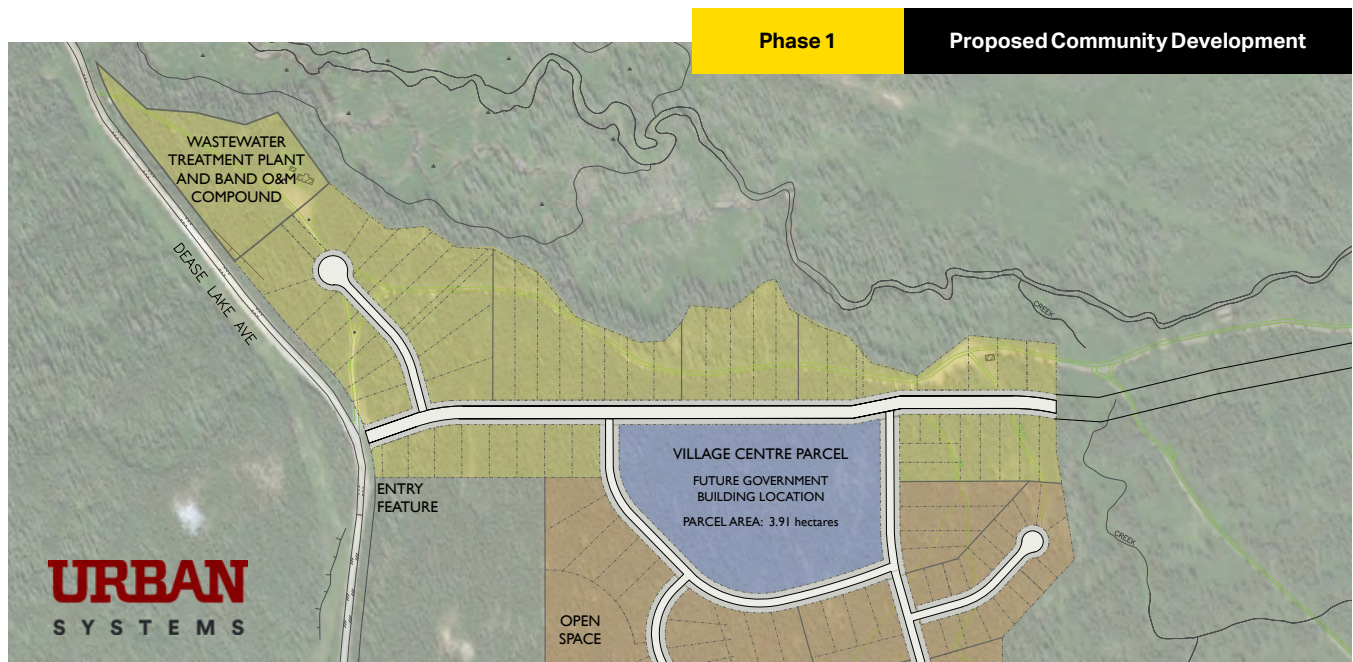 Phase 1
Proposed Community Development
WASTEWATER
TREATMENT PLANT
AND BAND O&M
COMPOUND
DEASE LAKE AVE
CREEK
VILLAGE CENTRE PARCEL
FUTURE GOVERNMENT
BUILDING LOCATION
PARCEL AREA: 3.91 hectares
ENTRY
FEATURE
CREEK
OPEN
SPACE
URBAN
SYSTEMS